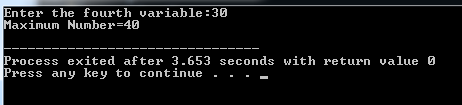 Enter the fourth variable:30
Maximum Number=40
--------------------------------
Process exited after 3.653 seconds with return value 0
Press any key to continue . . . _